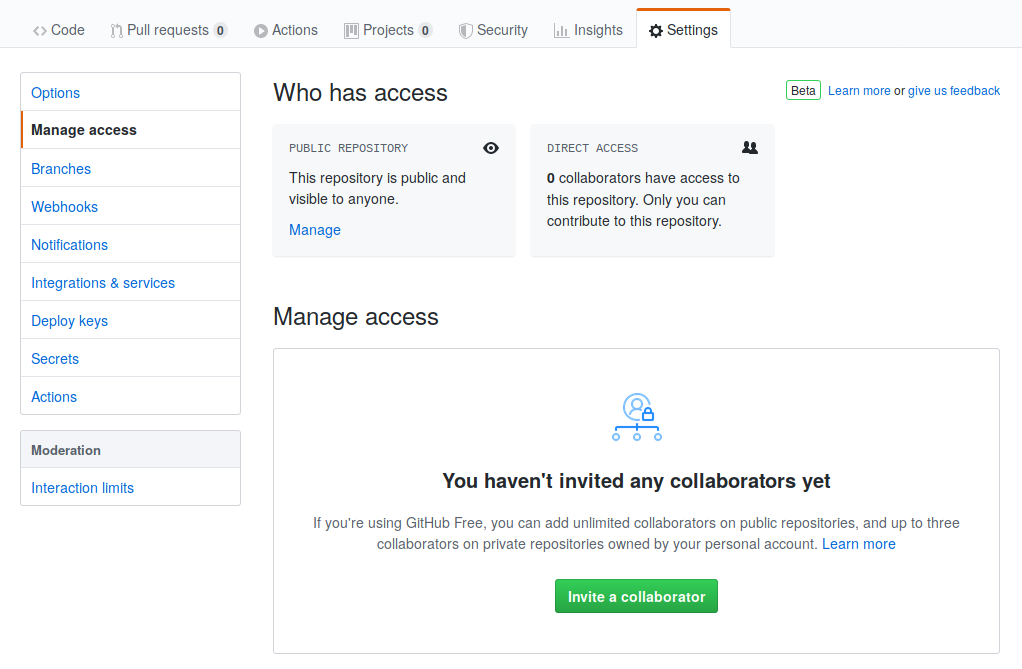 Code Pull requests 0 Actions Projects 0 Security Insights Settings
Options
Manage access
Branches
Webhooks
Notifications
Integrations & services
Deploy keys
Secrets
Actions
Moderation
Interaction limits
Who has access
Beta Learn more or give us feedback
PUBLIC REPOSITORY
This repository is public and
visible to anyone.
Manage
DIRECT ACCESS
0 collaborators have access to
this repository. Only you can
contribute to this repository.
Manage access
You haven't invited any collaborators yet
If you're using GitHub Free, you can add unlimited collaborators on public repositories, and up to three
collaborators on private repositories owned by your personal account. Learn more
Invite a collaborator